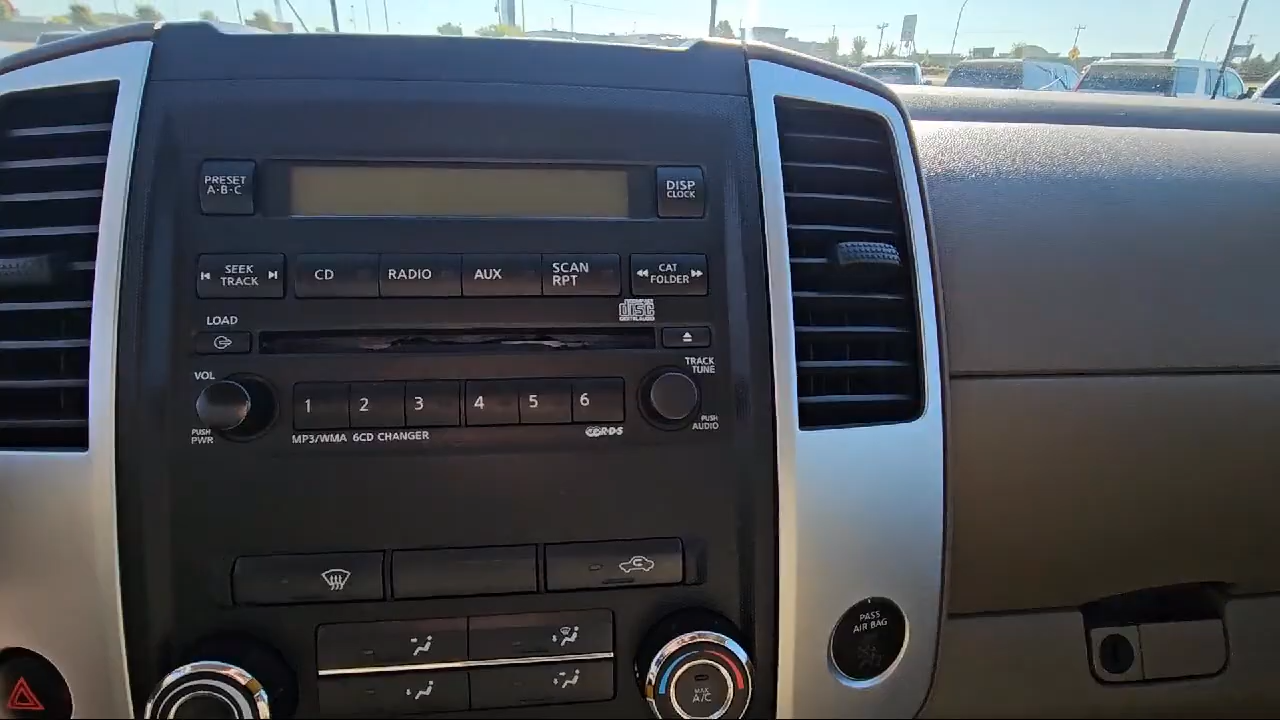 PRESET
A·B·C
DISP
CLOCK
SEEK
TRACK
CD
RADIO
AUX
SCAN
RPT
CAT
FOLDER
disc
LOAD
VOL
PUSH
PWR
1
2
3
4
5
6
MP3/WMA 6CD CHANGER
RDS
TRACK
TUNE
PUSH
AUDIO
PASS
AIR BAG
MAX
A/C